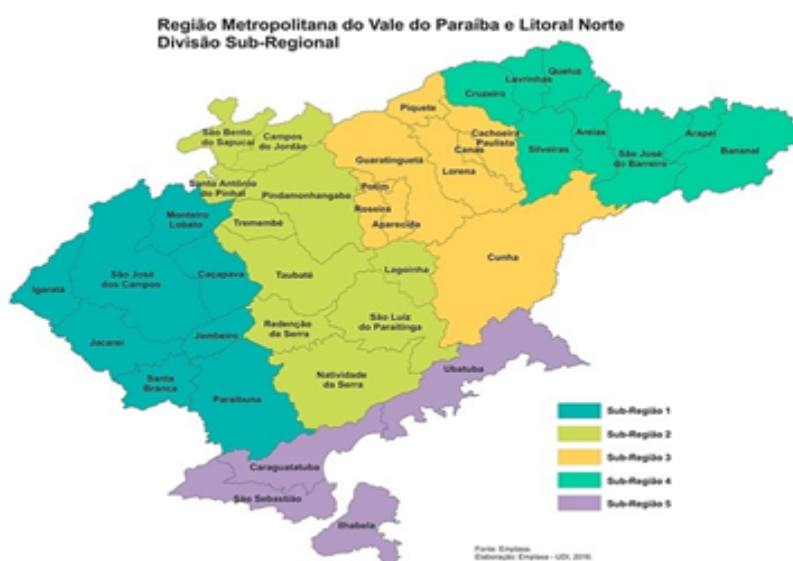 Região Metropolitana do Vale do Paraíba e Litoral Norte
Divisão Sub-Regional
Queluz
Lavrinhas
Cruzeiro
Piquete
São Bento
do Sapucaí
Campos
do Jordão
Cachoeira
Paulista
Areias
Arapeí
Canas
Silveiras
São José
do Barreiro
Bananal
Guaratinguetá
Lorena
Santo Antônio
do Pinhal
Pindamonhangaba
Potim
Roseira
Aparecida
Monteiro
Lobato
Tremembé
Cunha
São José
dos Campos
Caçapava
Taubaté
Lagoinha
Igaratá
Redenção
da Serra
São Luiz
do Paraitinga
Jacareí
Jambeiro
Ubatuba
Santa
Branca
Natividade
da Serra
Paraibuna
Sub-Região 1
Sub-Região 2
Sub-Região 3
Sub-Região 4
Sub-Região 5
Caraguatatuba
São Sebastião
Ilhabela
Fonte: Emplasa.
Elaboração: Emplasa - UDI, 2016.